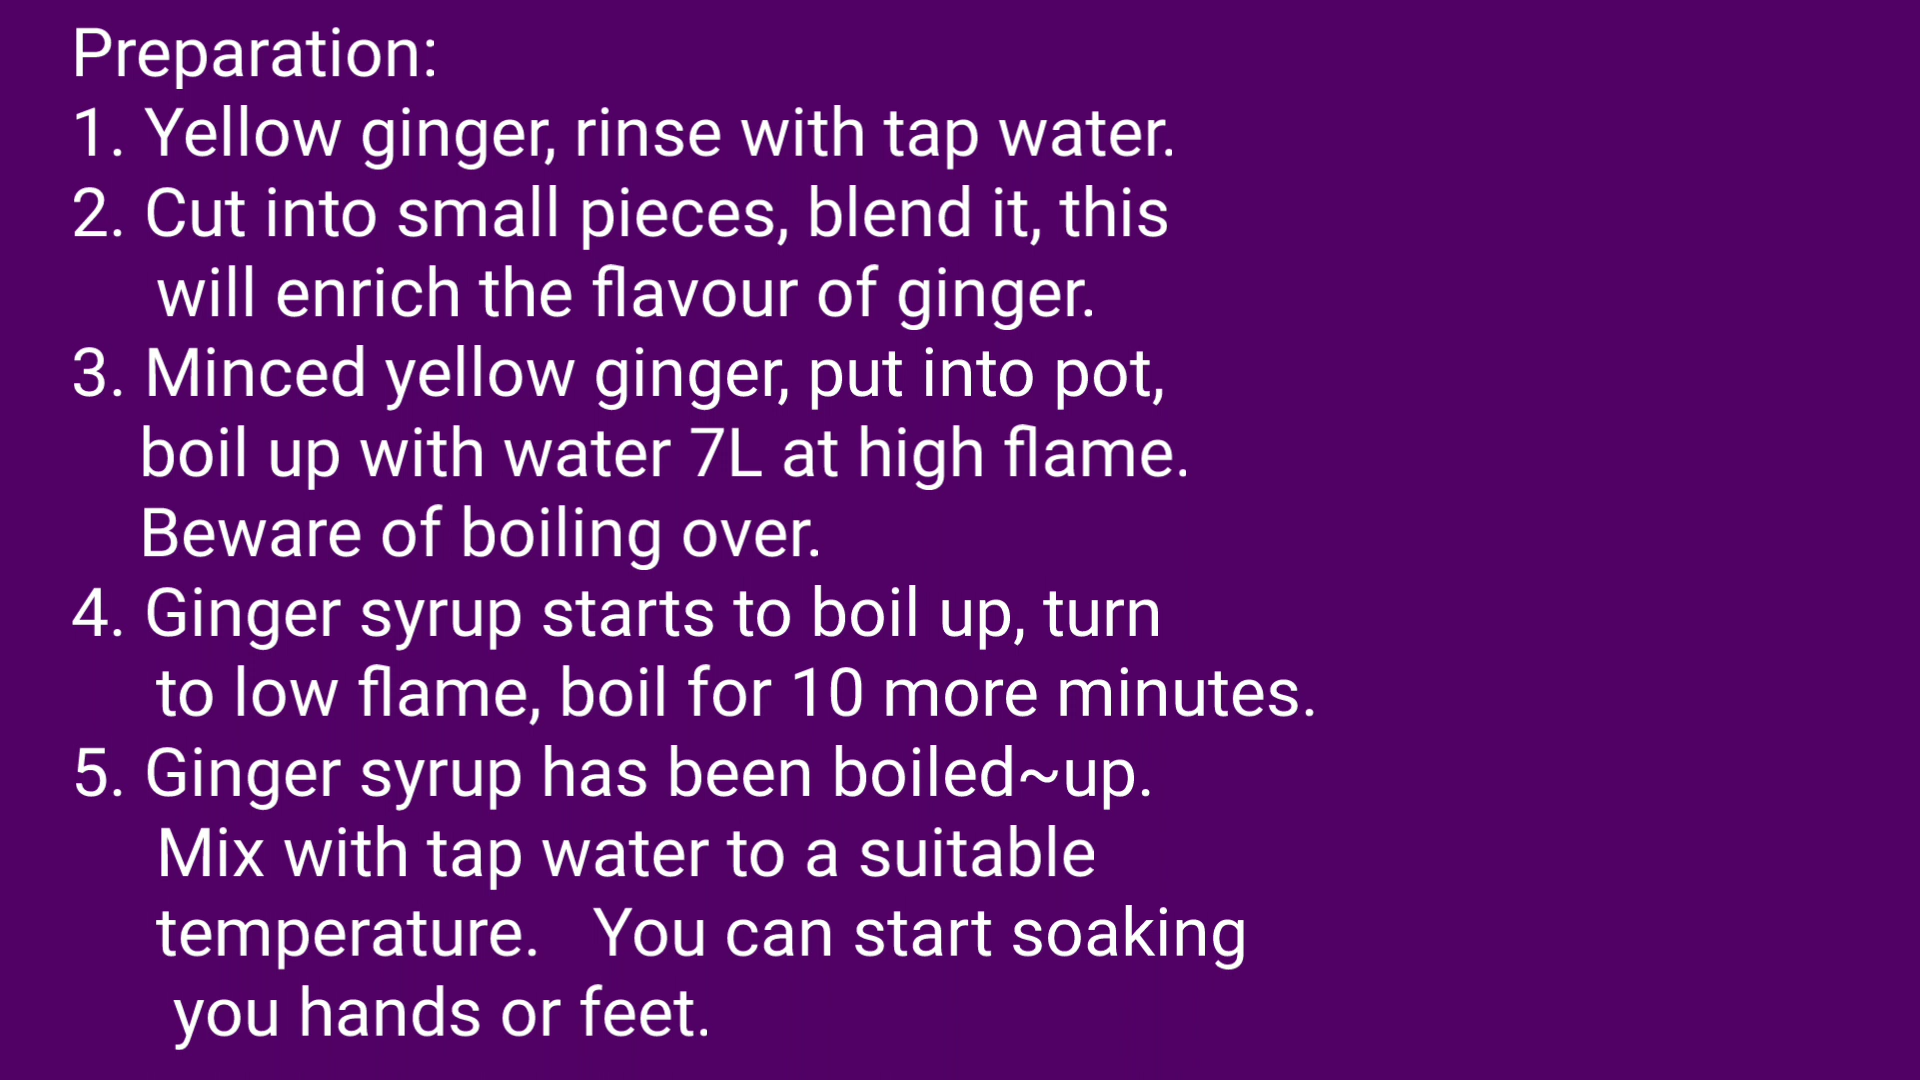 Preparation:
1. Yellow ginger, rinse with tap water.
2. Cut into small pieces, blend it, this
will enrich the flavour of ginger.
3. Minced yellow ginger, put into pot,
boil up with water 7L at high flame.
Beware of boiling over.
4. Ginger syrup starts to boil up, turn
to low flame, boil for 10 more minutes.
5. Ginger syrup has been boiled~up.
Mix with tap water to a suitable
temperature.   You can start soaking
you hands or feet.